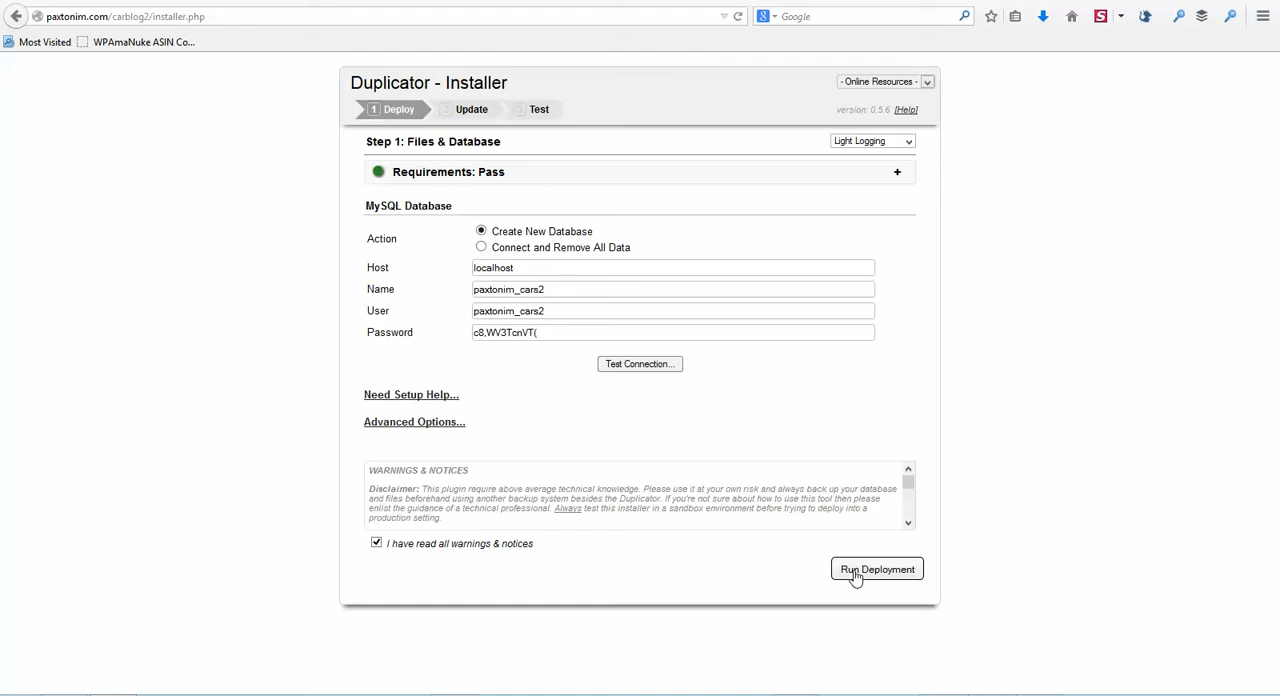 paxtonim.com/carblog2/installer.php
Google
Most Visited
WPAmaNuke ASIN Co...
Duplicator - Installer
- Online Resources -
1 Deploy
Update
Test
version: 0.5.6 [Help]
Step 1: Files & Database
Light Logging
Requirements: Pass
+
MySQL Database
Action
Create New Database
Connect and Remove All Data
Host
localhost
Name
paxtonim_cars2
User
paxtonim_cars2
Password
c8,WV3TcnVT(
Test Connection...
Need Setup Help...
Advanced Options...
WARNINGS & NOTICES
Disclaimer: This plugin require above average technical knowledge. Please use it at your own risk and always back up your database
and files beforehand using another backup system besides the Duplicator. If you're not sure about how to use this tool then please
enlist the guidance of a technical professional. Always test this installer in a sandbox environment before trying to deploy into a
production setting.
I have read all warnings & notices
Run Deployment